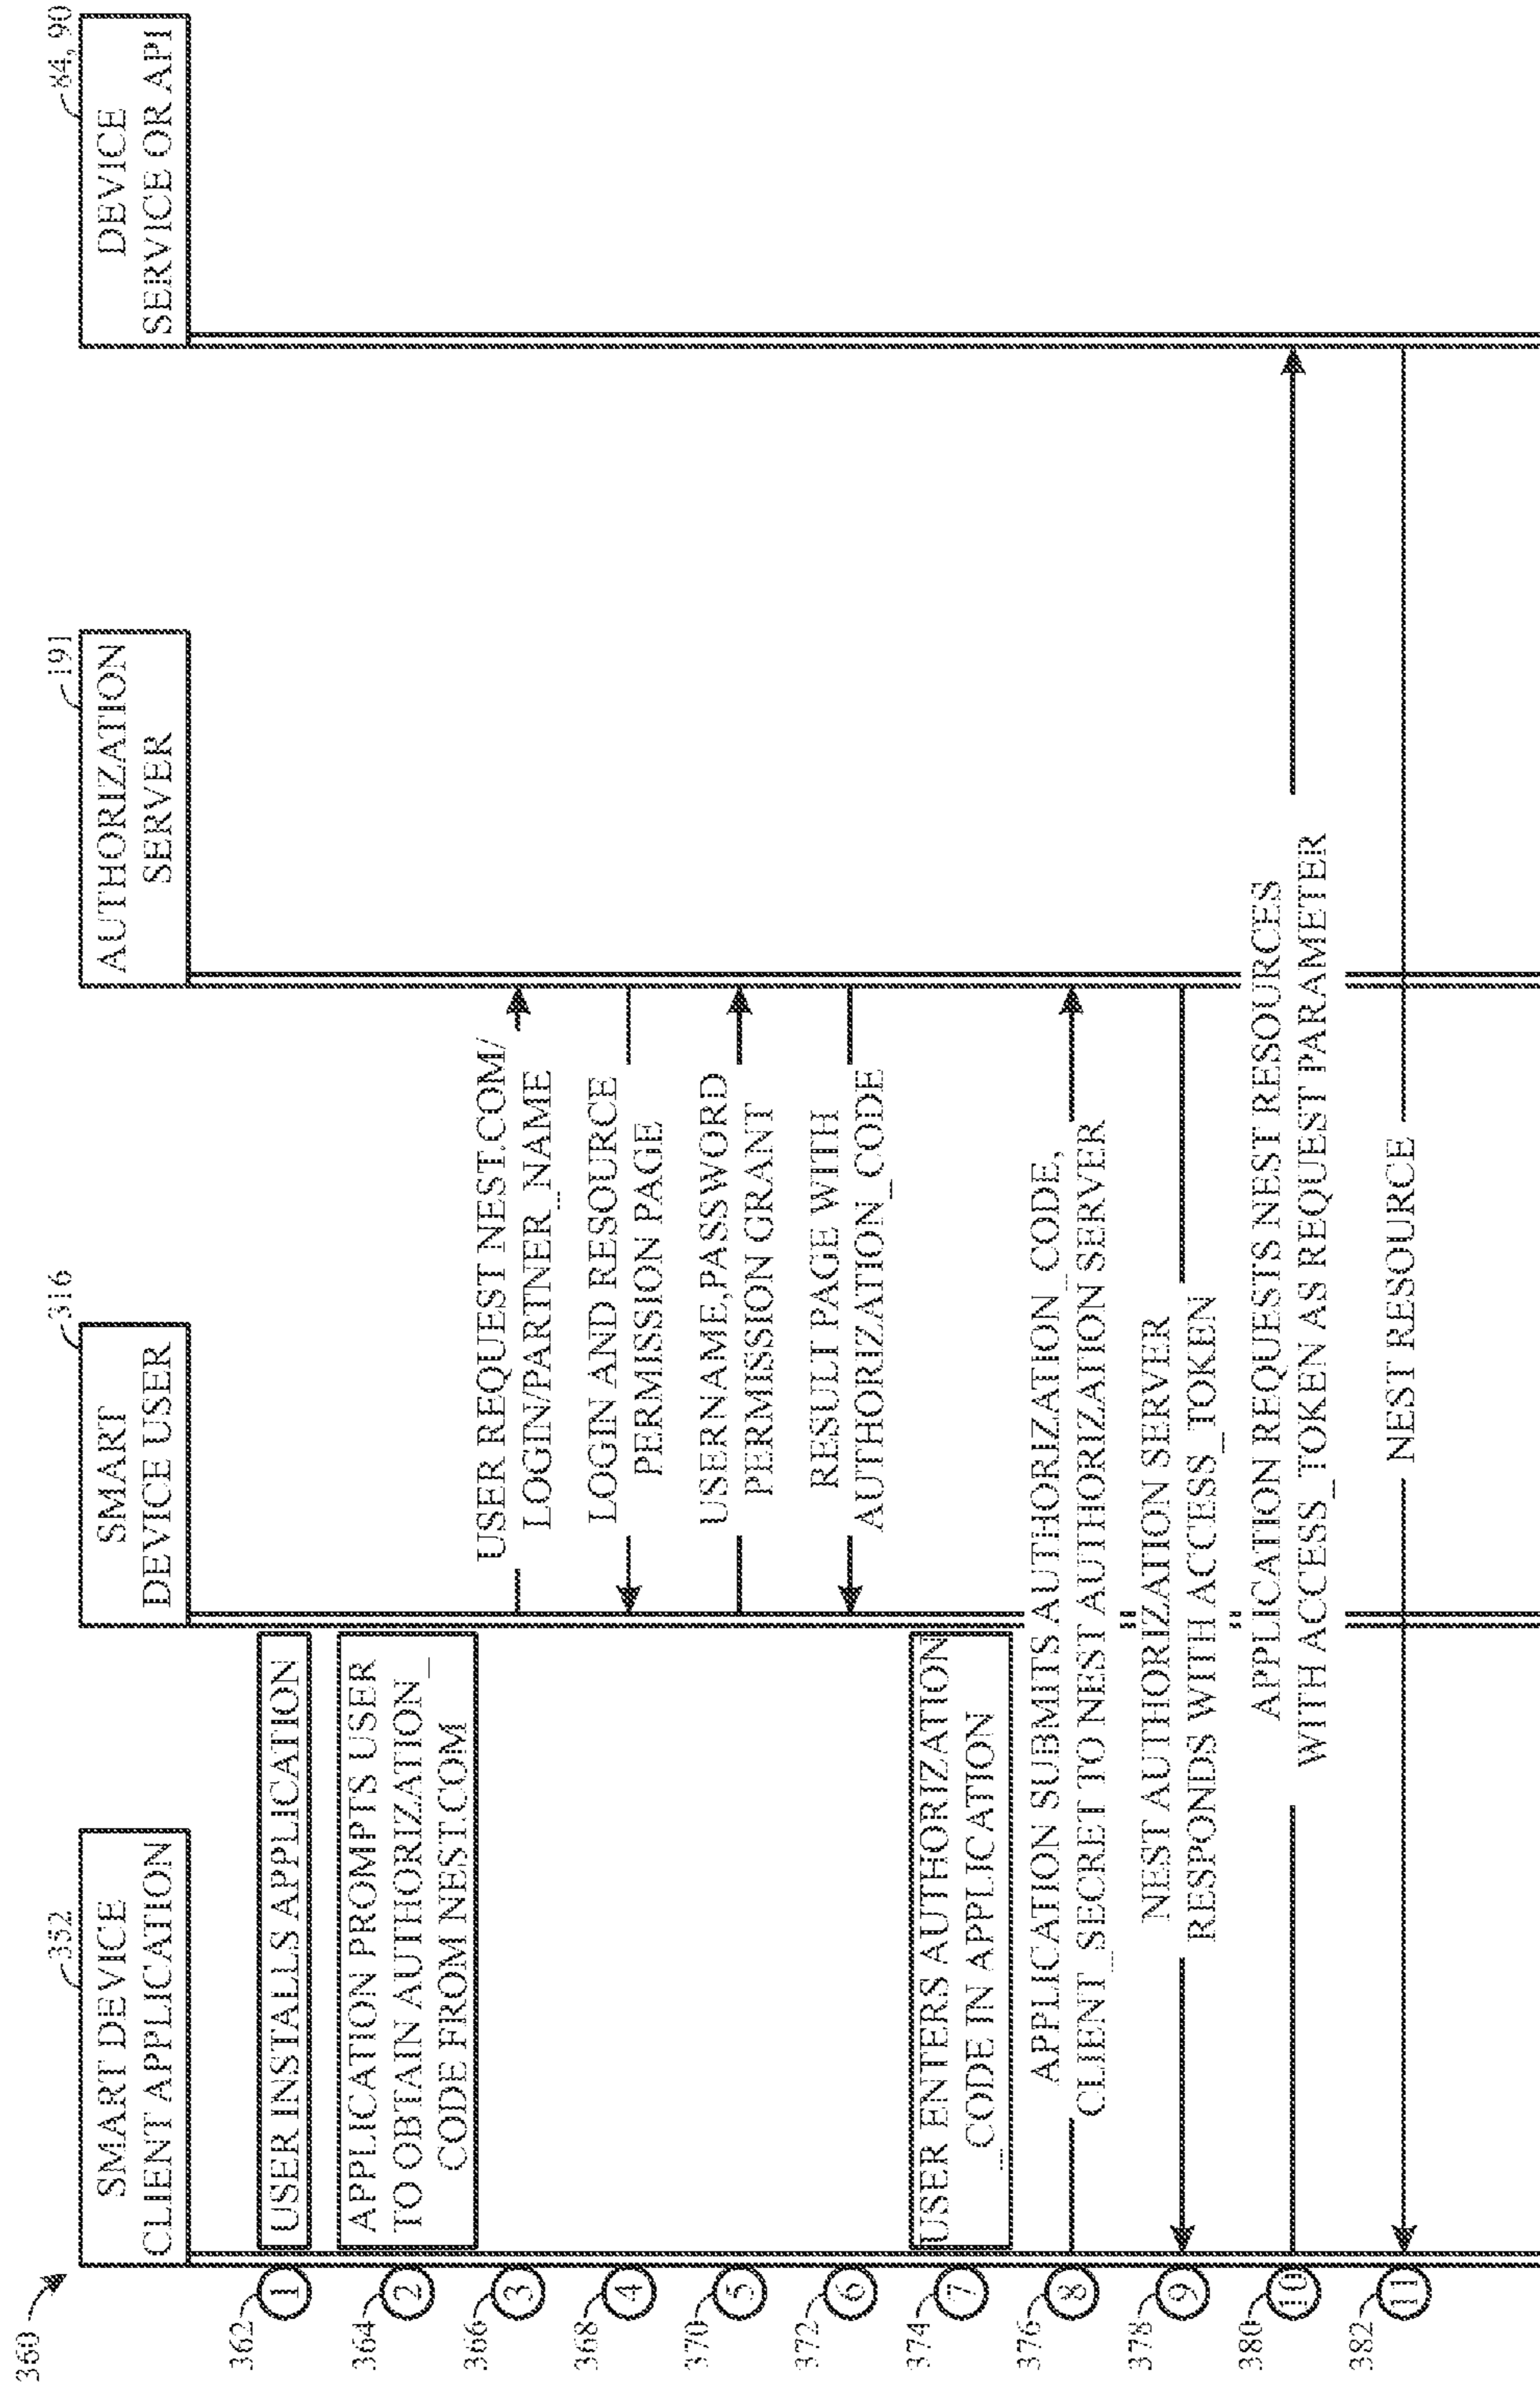 360
352
SMART DEVICE
CLIENT APPLICATION
316
SMART
DEVICE USER
191
AUTHORIZATION
SERVER
84, 90
DEVICE
SERVICE OR API
362
1
USER INSTALLS APPLICATION
364
2
APPLICATION PROMPTS USER
TO OBTAIN AUTHORIZATION_
CODE FROM NEST.COM
366
3
USER REQUEST NEST.COM/
LOGIN/PARTNER_NAME
368
4
LOGIN AND RESOURCE
PERMISSION PAGE
370
5
USERNAME,PASSWORD
PERMISSION GRANT
372
6
RESULT PAGE WITH
AUTHORIZATION_CODE
374
7
USER ENTERS AUTHORIZATION
_CODE IN APPLICATION
376
8
APPLICATION SUBMITS AUTHORIZATION_CODE,
CLIENT_SECRET TO NEST AUTHORIZATION SERVER
378
9
NEST AUTHORIZATION SERVER
RESPONDS WITH ACCESS_TOKEN
380
10
APPLICATION REQUESTS NEST RESOURCES
WITH ACCESS_TOKEN AS REQUEST PARAMETER
382
11
NEST RESOURCE